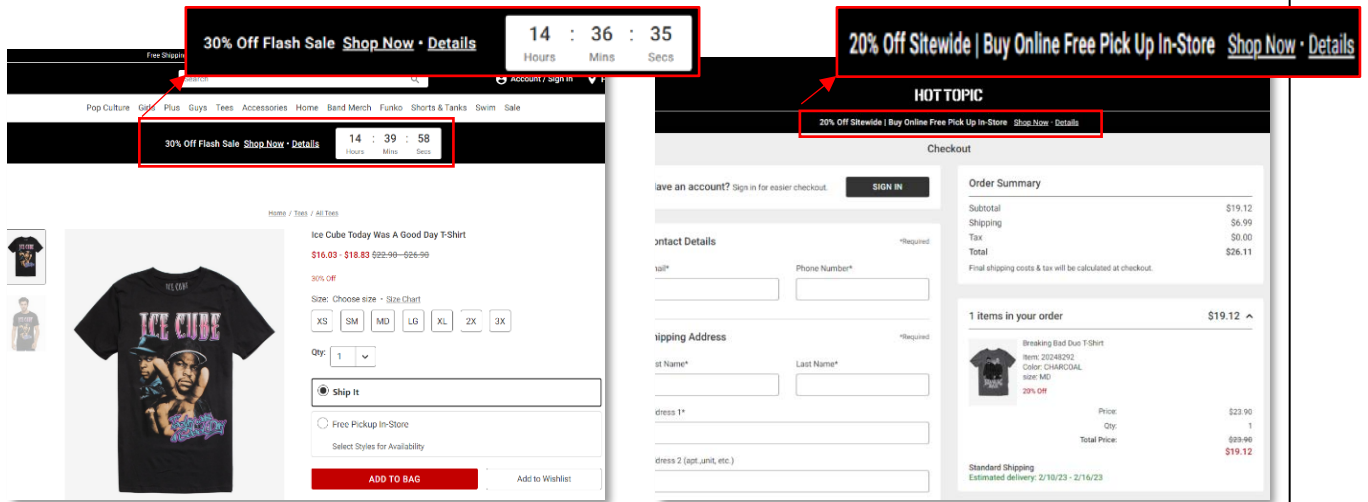 30% Off Flash Sale Shop Now • Details
14 : 36 : 35
Hours Mins Secs
Free Shipping
Search
Account / Sign In
Pop Culture Girls Plus Guys Tees Accessories Home Band Merch Funko Shorts & Tanks Swim Sale
30% Off Flash Sale Shop Now • Details
14 : 39 : 58
Hours Mins Secs
Home / Tees / All Tees
Ice Cube Today Was A Good Day T-Shirt
$16.03 - $18.83 $22.90 - $26.90
30% Off
Size: Choose size • Size Chart
XS SM MD LG XL 2X 3X
Qty: 1
Ship It
Free Pickup In-Store
Select Styles for Availability
ADD TO BAG Add to Wishlist
ICE CUBE
ICE CUBE
20% Off Sitewide | Buy Online Free Pick Up In-Store Shop Now · Details
HOT TOPIC
20% Off Sitewide | Buy Online Free Pick Up In-Store Shop Now · Details
Checkout
ave an account? Sign in for easier checkout. SIGN IN
ontact Details *Required
mail* Phone Number*
hipping Address *Required
st Name* Last Name*
ddress 1*
ddress 2 (apt.,unit, etc.)
Order Summary
Subtotal $19.12
Shipping $6.99
Tax $0.00
Total $26.11
Final shipping costs & tax will be calculated at checkout.
1 items in your order $19.12
Breaking Bad Duo T-Shirt
Item: 20248292
Color: CHARCOAL
size: MD
20% Off
Price: $23.90
Qty: 1
Total Price: $23.90
$19.12
Standard Shipping
Estimated delivery: 2/10/23 - 2/16/23